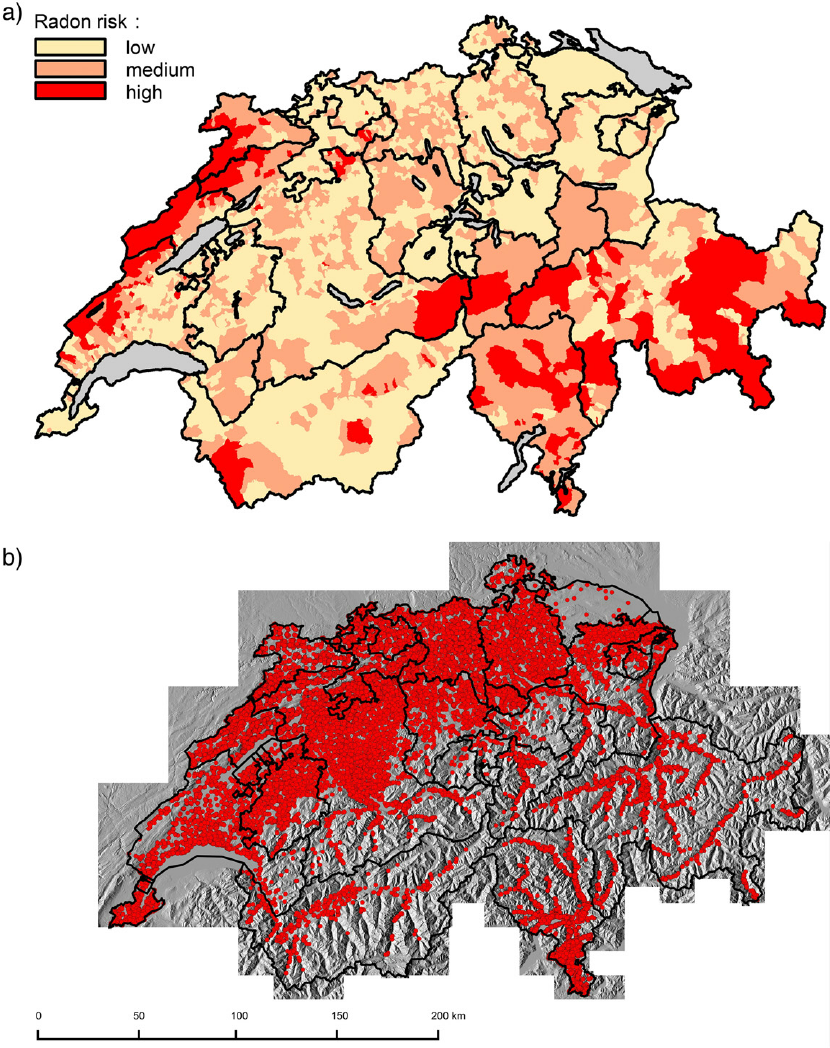 a)
Radon risk :
low
medium
high
b)
0 50 100 150 200 km